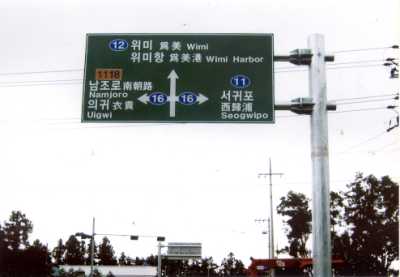 12 위미 爲美 Wimi
위미항 爲美港 Wimi Harbor
1118
남조로 南朝路
Namjoro
의귀 衣貴
Uigwi
16 16
11
서귀포
西歸浦
Seogwipo